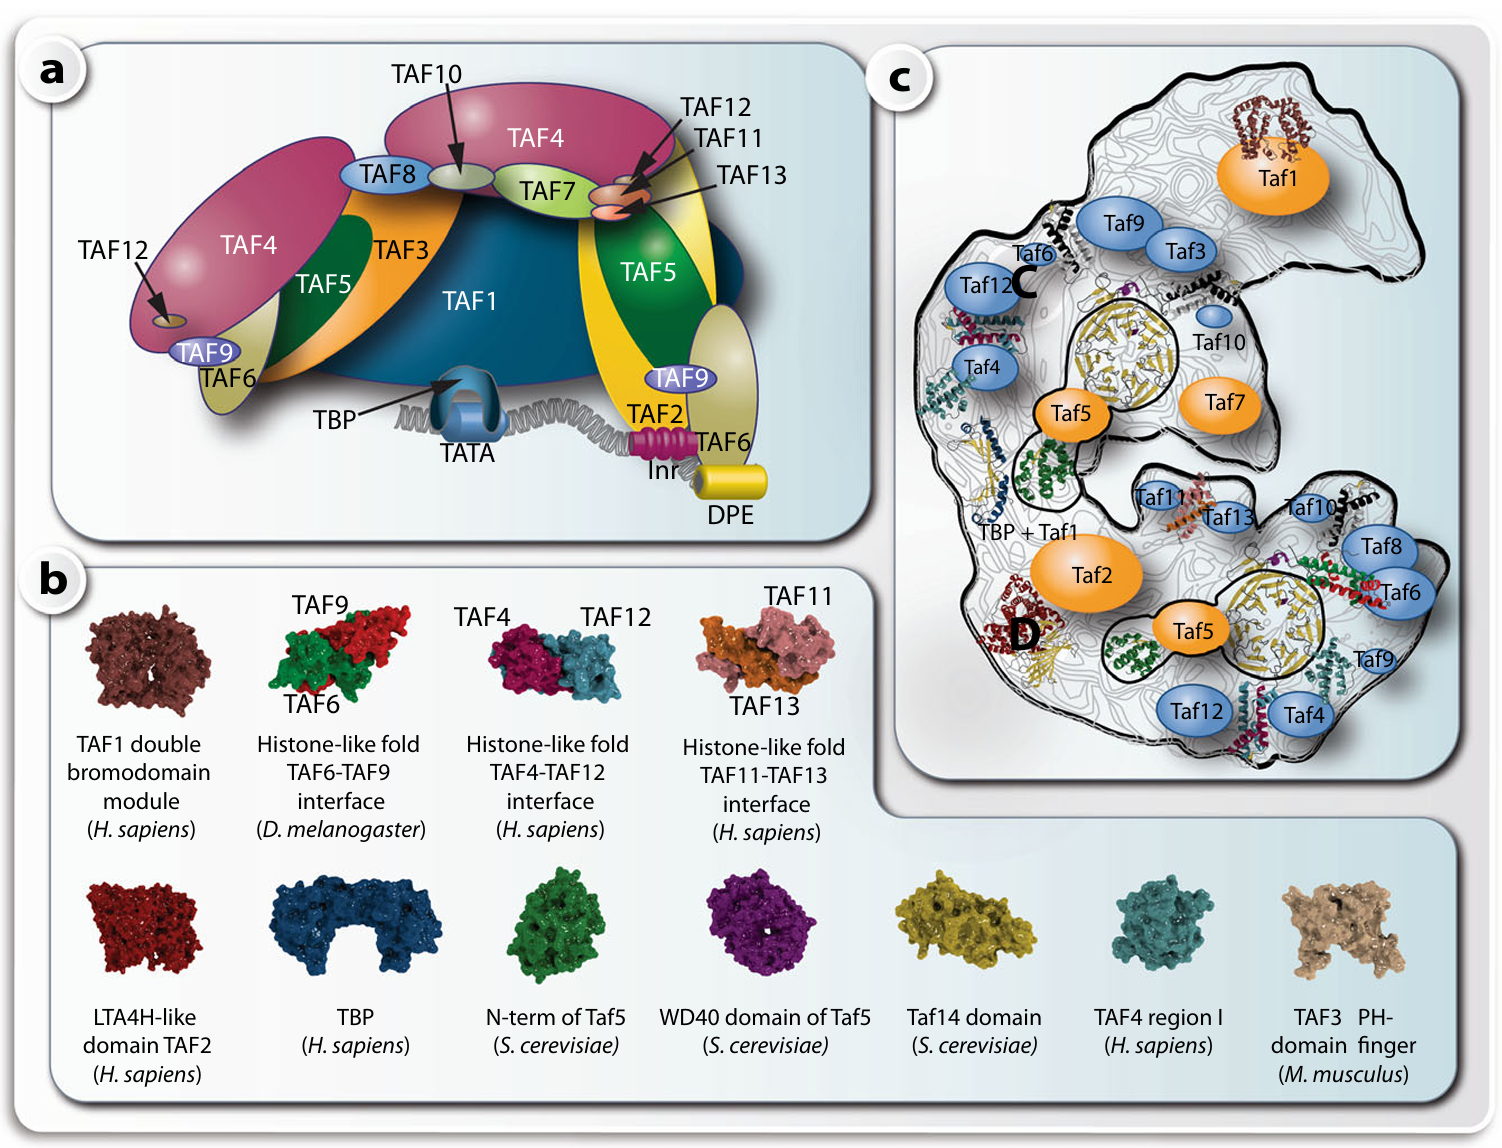 a
TAF10
TAF12
TAF4
TAF11
TAF8
TAF7
TAF13
TAF12
TAF4
TAF3
TAF5
TAF5
TAF1
TAF9
TAF6
TAF9
TBP
TAF2
TATA
TAF6
Inr
DPE
b
TAF9
TAF6
TAF4
TAF12
TAF11
TAF13
TAF1 double
bromodomain
module
(H. sapiens)
Histone-like fold
TAF6-TAF9
interface
(D. melanogaster)
Histone-like fold
TAF4-TAF12
interface
(H. sapiens)
Histone-like fold
TAF11-TAF13
interface
(H. sapiens)
LTA4H-like
domain TAF2
(H. sapiens)
TBP
(H. sapiens)
N-term of Taf5
(S. cerevisiae)
WD40 domain of Taf5
(S. cerevisiae)
Taf14 domain
(S. cerevisiae)
TAF4 region I
(H. sapiens)
TAF3 PH-
domain finger
(M. musculus)
c
Taf1
Taf9
Taf6
Taf3
Taf12
C
Taf10
Taf4
Taf5
Taf7
Taf11
Taf13
Taf10
TBP + Taf1
Taf8
Taf2
Taf6
D
Taf5
Taf9
Taf12
Taf4